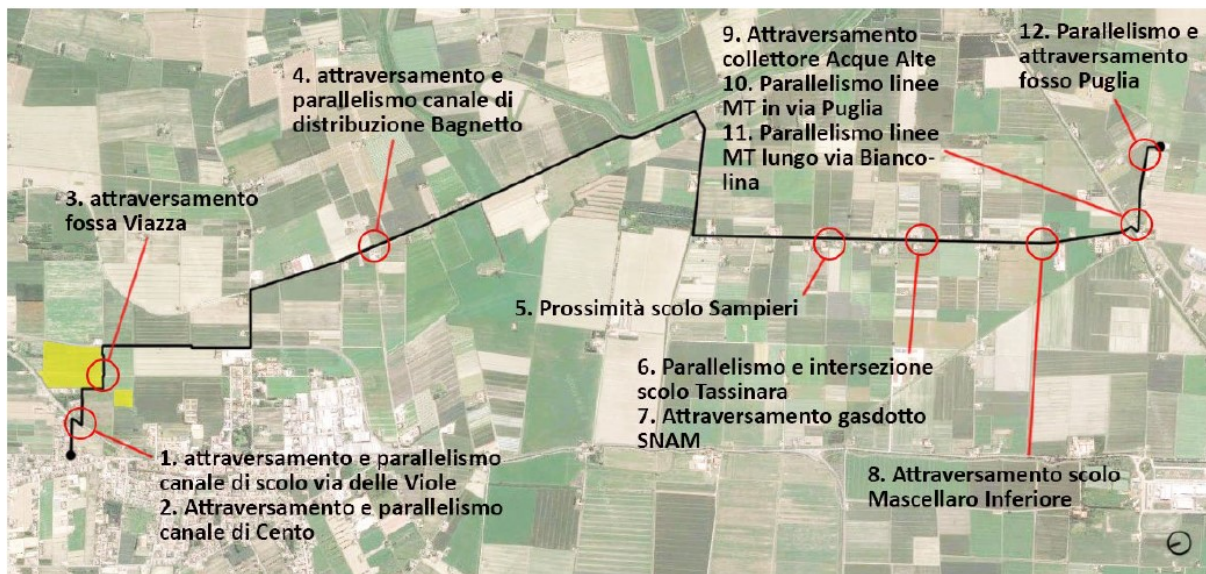 9. Attraversamento
collettore Acque Alte
10. Parallelismo linee
MT in via Puglia
11. Parallelismo linee
MT lungo via Bianco-
lina
12. Parallelismo e
attraversamento
fosso Puglia
4. attraversamento e
parallelismo canale di
distribuzione Bagnetto
3. attraversamento
fossa Viazza
5. Prossimità scolo Sampieri
6. Parallelismo e intersezione
scolo Tassinara
7. Attraversamento gasdotto
SNAM
1. attraversamento e parallelismo
canale di scolo via delle Viole
2. Attraversamento e parallelismo
canale di Cento
8. Attraversamento scolo
Mascellaro Inferiore